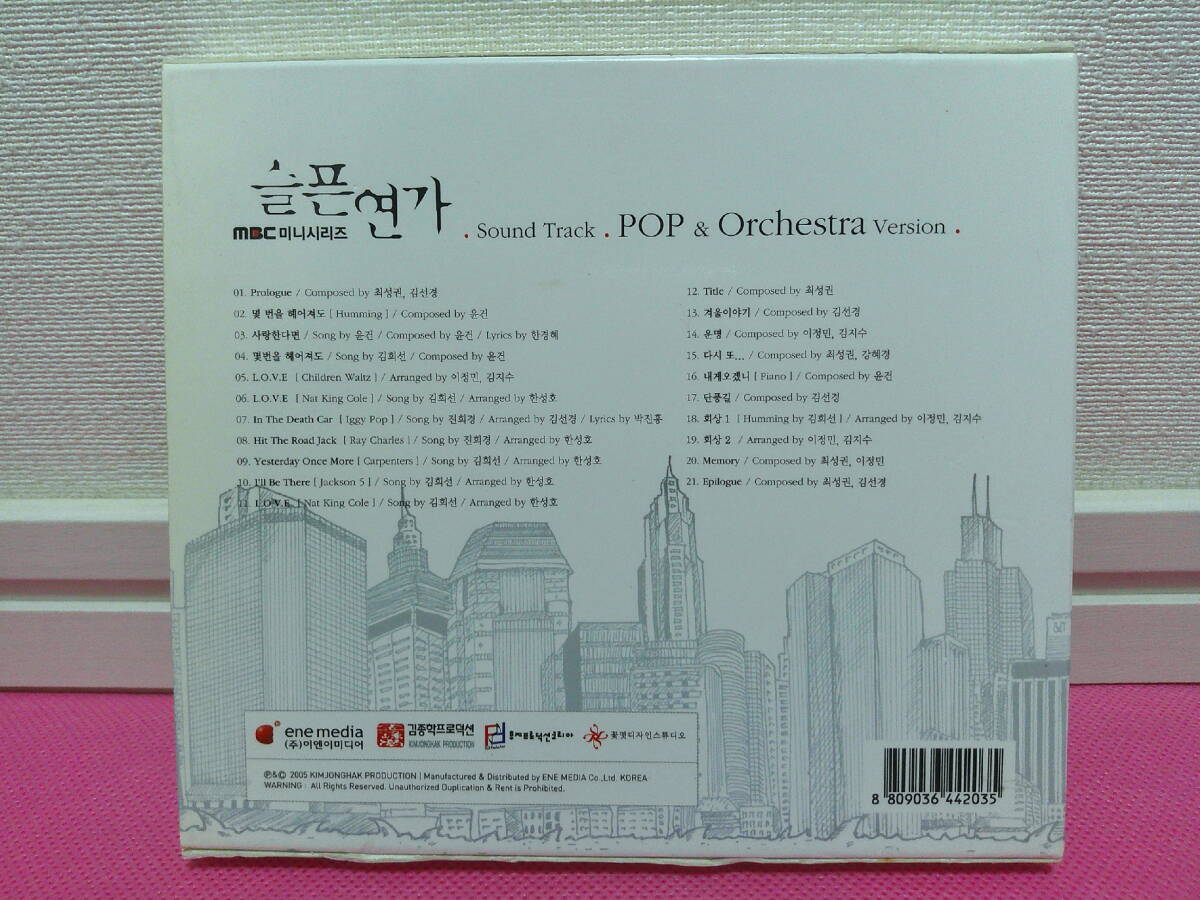 슬픈연가
MBC 미니시리즈
. Sound Track . POP & Orchestra Version .
01. Prologue / Composed by 최성권, 김선경
02. 몇 번을 헤어져도 [ Humming ] / Composed by 윤건
03. 사랑한다면 / Song by 윤건 / Composed by 윤건 / Lyrics by 한경혜
04. 몇번을 헤어져도 / Song by 김희선 / Composed by 윤건
05. L.O.V.E [ Children Waltz ] / Arranged by 이정민, 김지수
06. L.O.V.E [ Nat King Cole ] / Song by 김희선 / Arranged by 한성호
07. In The Death Car [ Iggy Pop ] / Song by 진희경 / Arranged by 김선경 / Lyrics by 박진홍
08. Hit The Road Jack [ Ray Charles ] / Song by 진희경 / Arranged by 한성호
09. Yesterday Once More [ Carpenters ] / Song by 김희선 / Arranged by 한성호
10. I'll Be There [ Jackson 5 ] / Song by 김희선 / Arranged by 한성호
11. L.O.V.E. [ Nat King Cole ] / Song by 김희선 / Arranged by 한성호
12. Title / Composed by 최성권
13. 겨울이야기 / Composed by 김선경
14. 운명 / Composed by 이정민, 김지수
15. 다시 또... / Composed by 최성권, 강혜경
16. 내게오겠니 [ Piano ] / Composed by 윤건
17. 단풍길 / Composed by 김선경
18. 회상 1 [ Humming by 김희선 ] / Arranged by 이정민, 김지수
19. 회상 2 / Arranged by 이정민, 김지수
20. Memory / Composed by 최성권, 이정민
21. Epilogue / Composed by 최성권, 김선경
ene media
(주)이엔이미디어
김종학프로덕션
KIMJONGHAK PRODUCTION
꽃몇디자인스튜디오
℗&© 2005 KIMJONGHAK PRODUCTION | Manufactured & Distributed by ENE MEDIA Co.,Ltd. KOREA
WARNING : All Rights Reserved. Unauthorized Duplication & Rent is Prohibited.
8 809036 442035